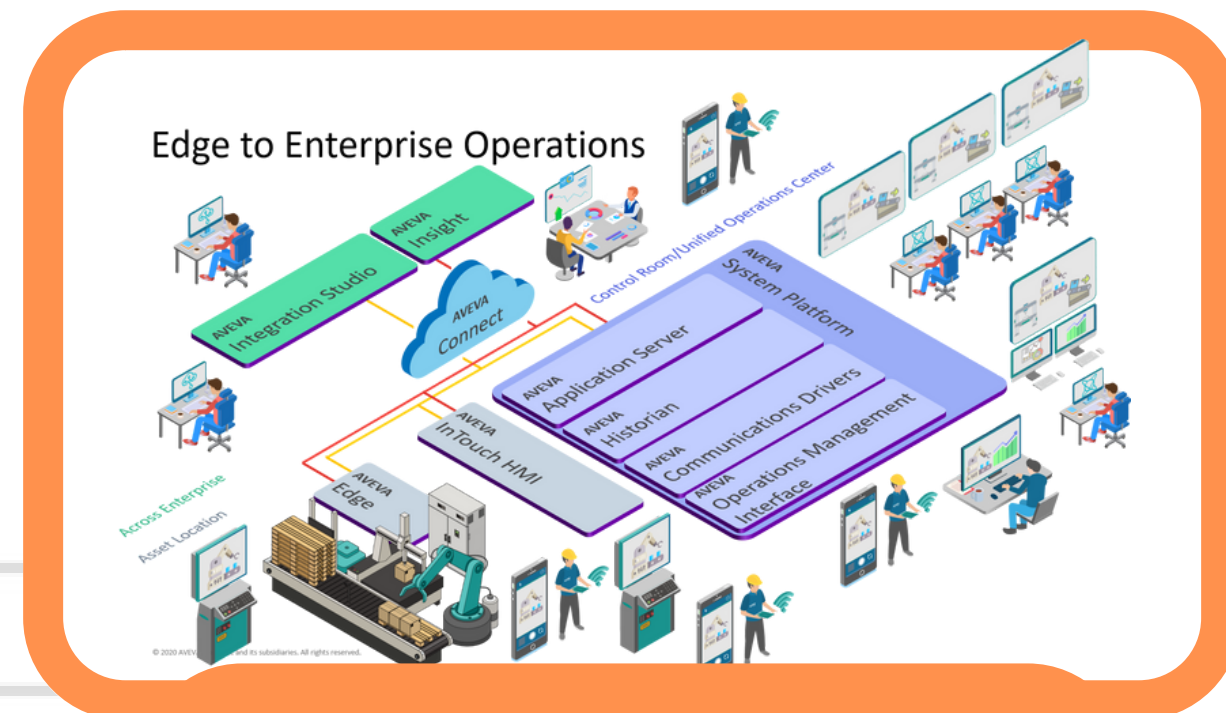 Edge to Enterprise Operations
AVEVA
Insight
AVEVA
Integration Studio
AVEVA
Connect
Control Room/Unified Operations Center
AVEVA
System Platform
AVEVA
Application Server
AVEVA
Historian
AVEVA
Communications Drivers
AVEVA
Operations Management
Interface
AVEVA
InTouch HMI
AVEVA
Edge
Across Enterprise
Asset Location
© 2020 AVEV and its subsidiaries. All rights reserved.